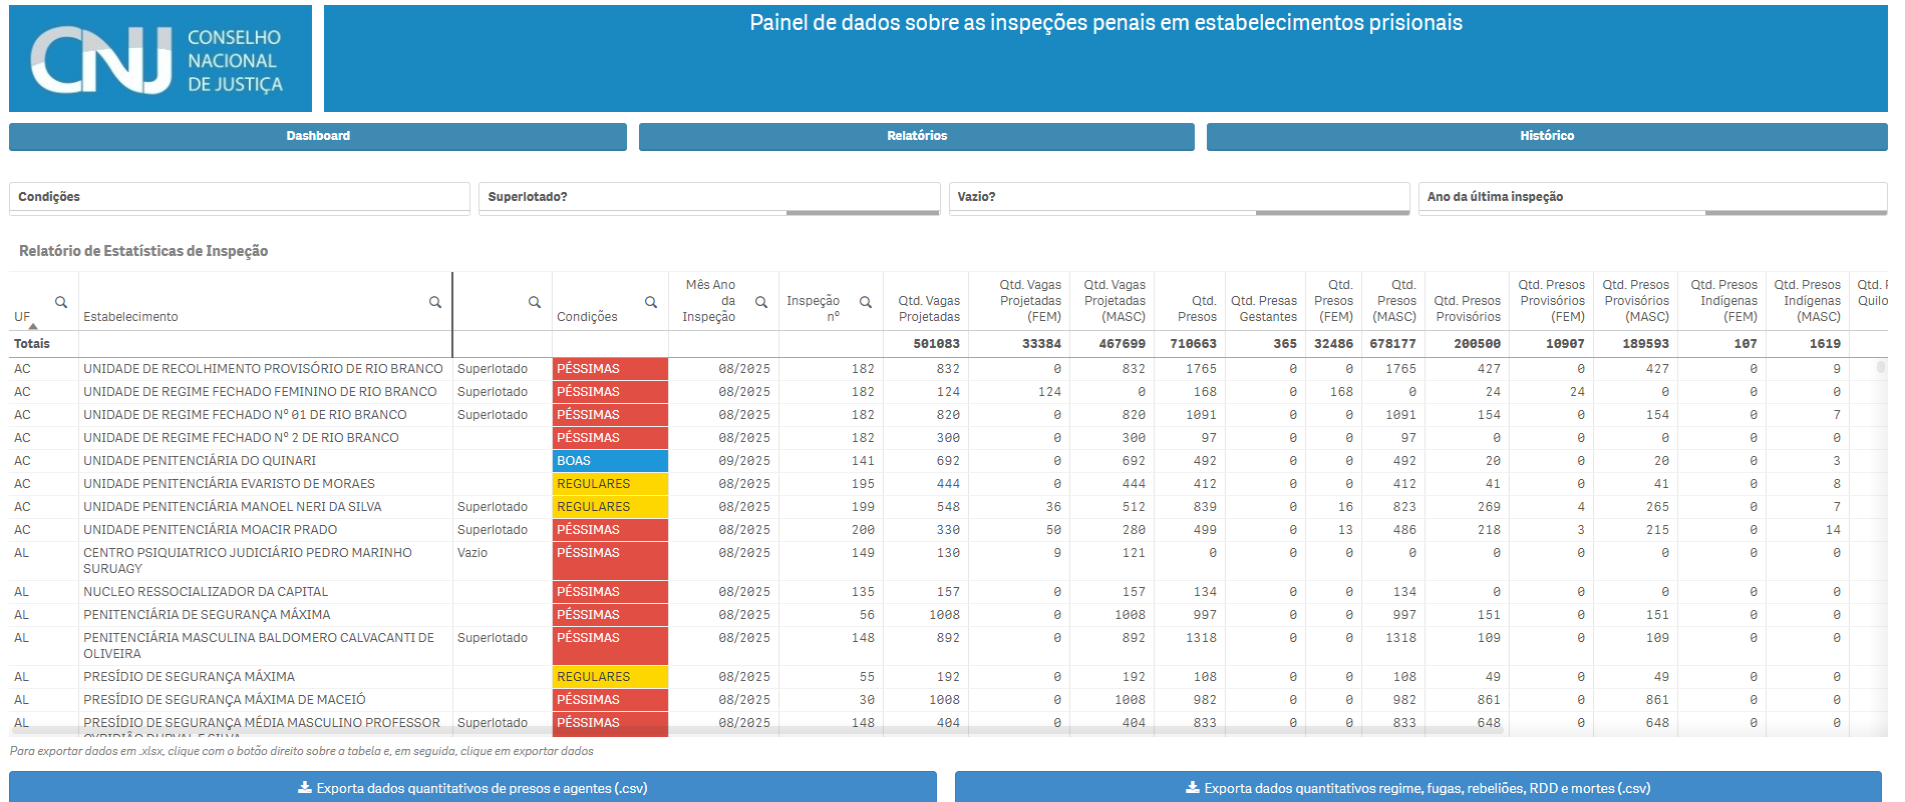 CNJ CONSELHO NACIONAL DE JUSTIÇA
Painel de dados sobre as inspeções penais em estabelecimentos prisionais
Dashboard Relatórios Histórico
Condições Superlotado? Vazio? Ano da última inspeção
Relatório de Estatísticas de Inspeção
UF Estabelecimento Condições Mês Ano da Inspeção Inspeção nº Qtd. Vagas Projetadas Qtd. Vagas Projetadas (FEM) Qtd. Vagas Projetadas (MASC) Qtd. Presos Qtd. Presas Gestantes Qtd. Presos (FEM) Qtd. Presos (MASC) Qtd. Presos Provisórios Qtd. Presos Provisórios (FEM) Qtd. Presos Provisórios (MASC) Qtd. Presos Indígenas (FEM) Qtd. Presos Indígenas (MASC) Qtd. Quilo
Totais 501083 33384 467699 710663 365 32486 678177 200500 10907 189593 107 1619
AC UNIDADE DE RECOLHIMENTO PROVISÓRIO DE RIO BRANCO Superlotado PÉSSIMAS 08/2025 182 832 0 832 1765 0 0 1765 427 0 427 0 9
AC UNIDADE DE REGIME FECHADO FEMININO DE RIO BRANCO Superlotado PÉSSIMAS 08/2025 182 124 124 0 168 0 168 0 24 24 0 0 0
AC UNIDADE DE REGIME FECHADO Nº 01 DE RIO BRANCO Superlotado PÉSSIMAS 08/2025 182 820 0 820 1091 0 0 1091 154 0 154 0 7
AC UNIDADE DE REGIME FECHADO Nº 2 DE RIO BRANCO PÉSSIMAS 08/2025 182 300 0 300 97 0 0 97 0 0 0 0 0
AC UNIDADE PENITENCIÁRIA DO QUINARI BOAS 09/2025 141 692 0 692 492 0 0 492 20 0 20 0 3
AC UNIDADE PENITENCIÁRIA EVARISTO DE MORAES REGULARES 08/2025 195 444 0 444 412 0 0 412 41 0 41 0 8
AC UNIDADE PENITENCIÁRIA MANOEL NERI DA SILVA Superlotado REGULARES 08/2025 199 548 36 512 839 0 16 823 269 4 265 0 7
AC UNIDADE PENITENCIÁRIA MOACIR PRADO Superlotado PÉSSIMAS 08/2025 200 330 50 280 499 0 13 486 218 3 215 0 14
AL CENTRO PSIQUIATRICO JUDICIÁRIO PEDRO MARINHO SURUAGY Vazio PÉSSIMAS 08/2025 149 130 9 121 0 0 0 0 0 0 0 0 0
AL NUCLEO RESSOCIALIZADOR DA CAPITAL PÉSSIMAS 08/2025 135 157 0 157 134 0 0 134 0 0 0 0 0
AL PENITENCIÁRIA DE SEGURANÇA MÁXIMA PÉSSIMAS 08/2025 56 1008 0 1008 997 0 0 997 151 0 151 0 0
AL PENITENCIÁRIA MASCULINA BALDOMERO CALVACANTI DE OLIVEIRA Superlotado PÉSSIMAS 08/2025 148 892 0 892 1318 0 0 1318 109 0 109 0 0
AL PRESÍDIO DE SEGURANÇA MÁXIMA REGULARES 08/2025 55 192 0 192 108 0 0 108 49 0 49 0 0
AL PRESÍDIO DE SEGURANÇA MÁXIMA DE MACEIÓ PÉSSIMAS 08/2025 30 1008 0 1008 982 0 0 982 861 0 861 0 0
AL PRESÍDIO DE SEGURANÇA MÉDIA MASCULINO PROFESSOR Superlotado PÉSSIMAS 08/2025 148 404 0 404 833 0 0 833 648 0 648 0 0
Para exportar dados em .xlsx, clique com o botão direito sobre a tabela e, em seguida, clique em exportar dados
Exporta dados quantitativos de presos e agentes (.csv) Exporta dados quantitativos regime, fugas, rebeliões, RDD e mortes (.csv)